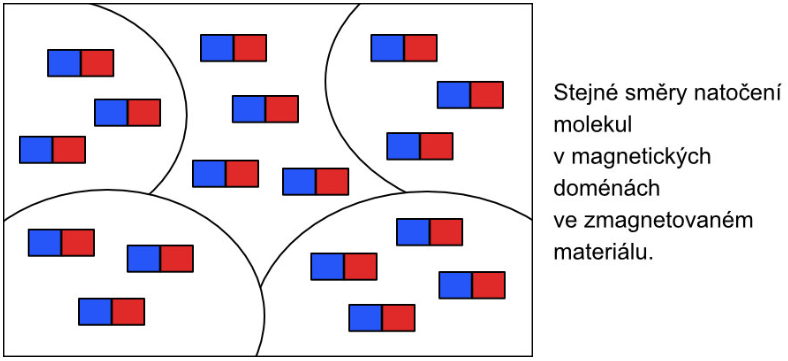 Stejné směry natočení
molekul
v magnetických
doménách
ve zmagnetovaném
materiálu.